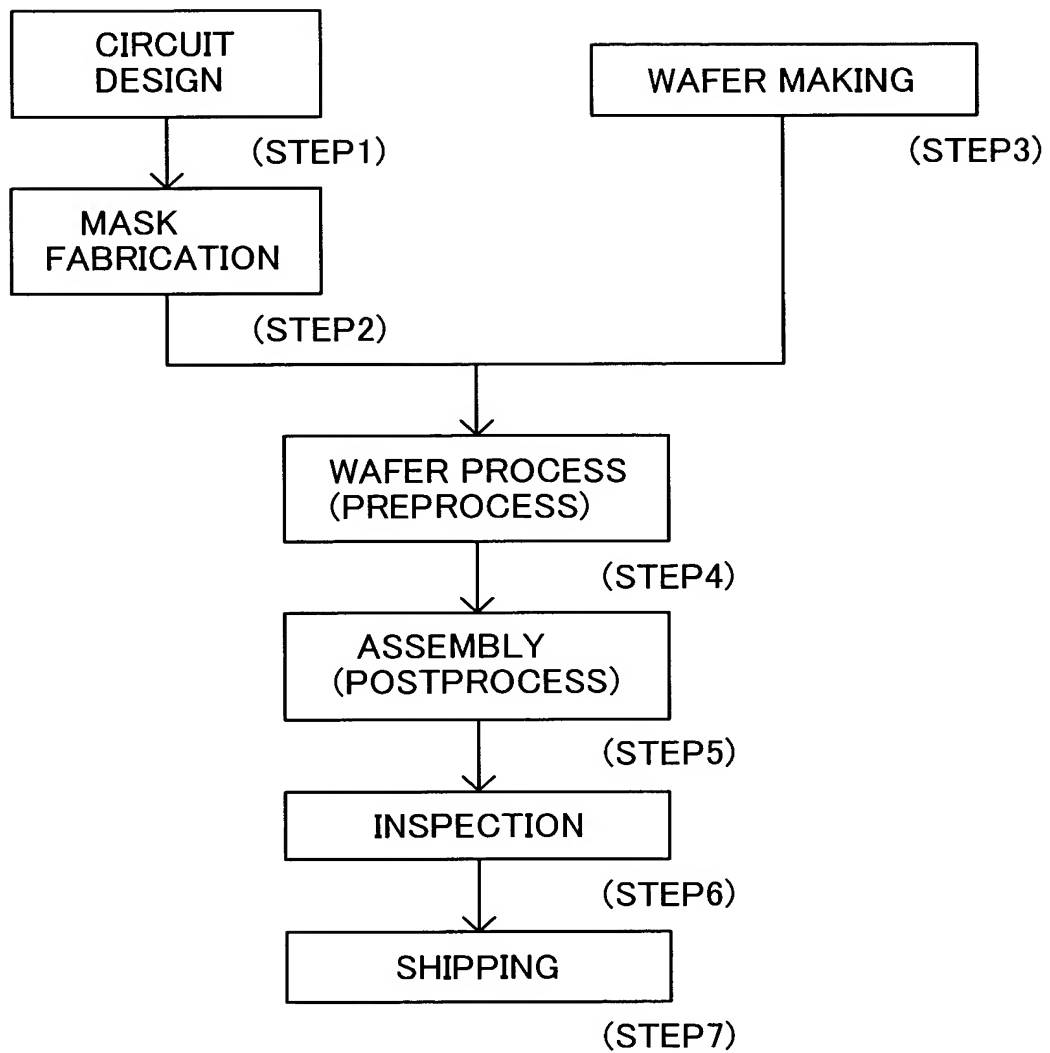 CIRCUIT
DESIGN
WAFER MAKING
(STEP1)
(STEP3)
MASK
FABRICATION
(STEP2)
WAFER PROCESS
(PREPROCESS)
(STEP4)
ASSEMBLY
(POSTPROCESS)
(STEP5)
INSPECTION
(STEP6)
SHIPPING
(STEP7)